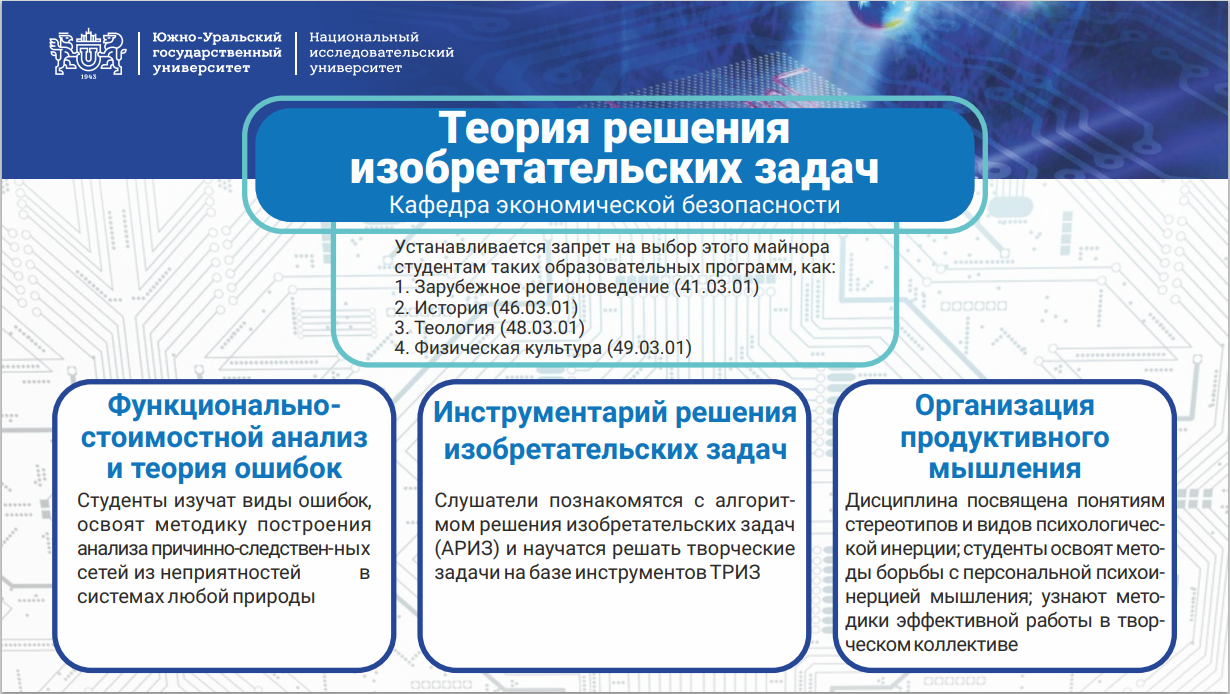 Южно-Уральский
государственный
университет
Национальный
исследовательский
университет
1943
Теория решения
изобретательских задач
Кафедра экономической безопасности
Устанавливается запрет на выбор этого майнора
студентам таких образовательных программ, как:
1. Зарубежное регионоведение (41.03.01)
2. История (46.03.01)
3. Теология (48.03.01)
4. Физическая культура (49.03.01)
Функционально-
стоимостной анализ
и теория ошибок
Студенты изучат виды ошибок,
освоят методику построения
анализа причинно-следствен-ных
сетей из неприятностей в
системах любой природы
Инструментарий решения
изобретательских задач
Слушатели познакомятся с алгорит-
мом решения изобретательских задач
(АРИЗ) и научатся решать творческие
задачи на базе инструментов ТРИЗ
Организация
продуктивного
мышления
Дисциплина посвящена понятиям
стереотипов и видов психологичес-
кой инерции; студенты освоят мето-
ды борьбы с персональной психои-
нерцией мышления; узнают мето-
дики эффективной работы в твор-
ческом коллективе